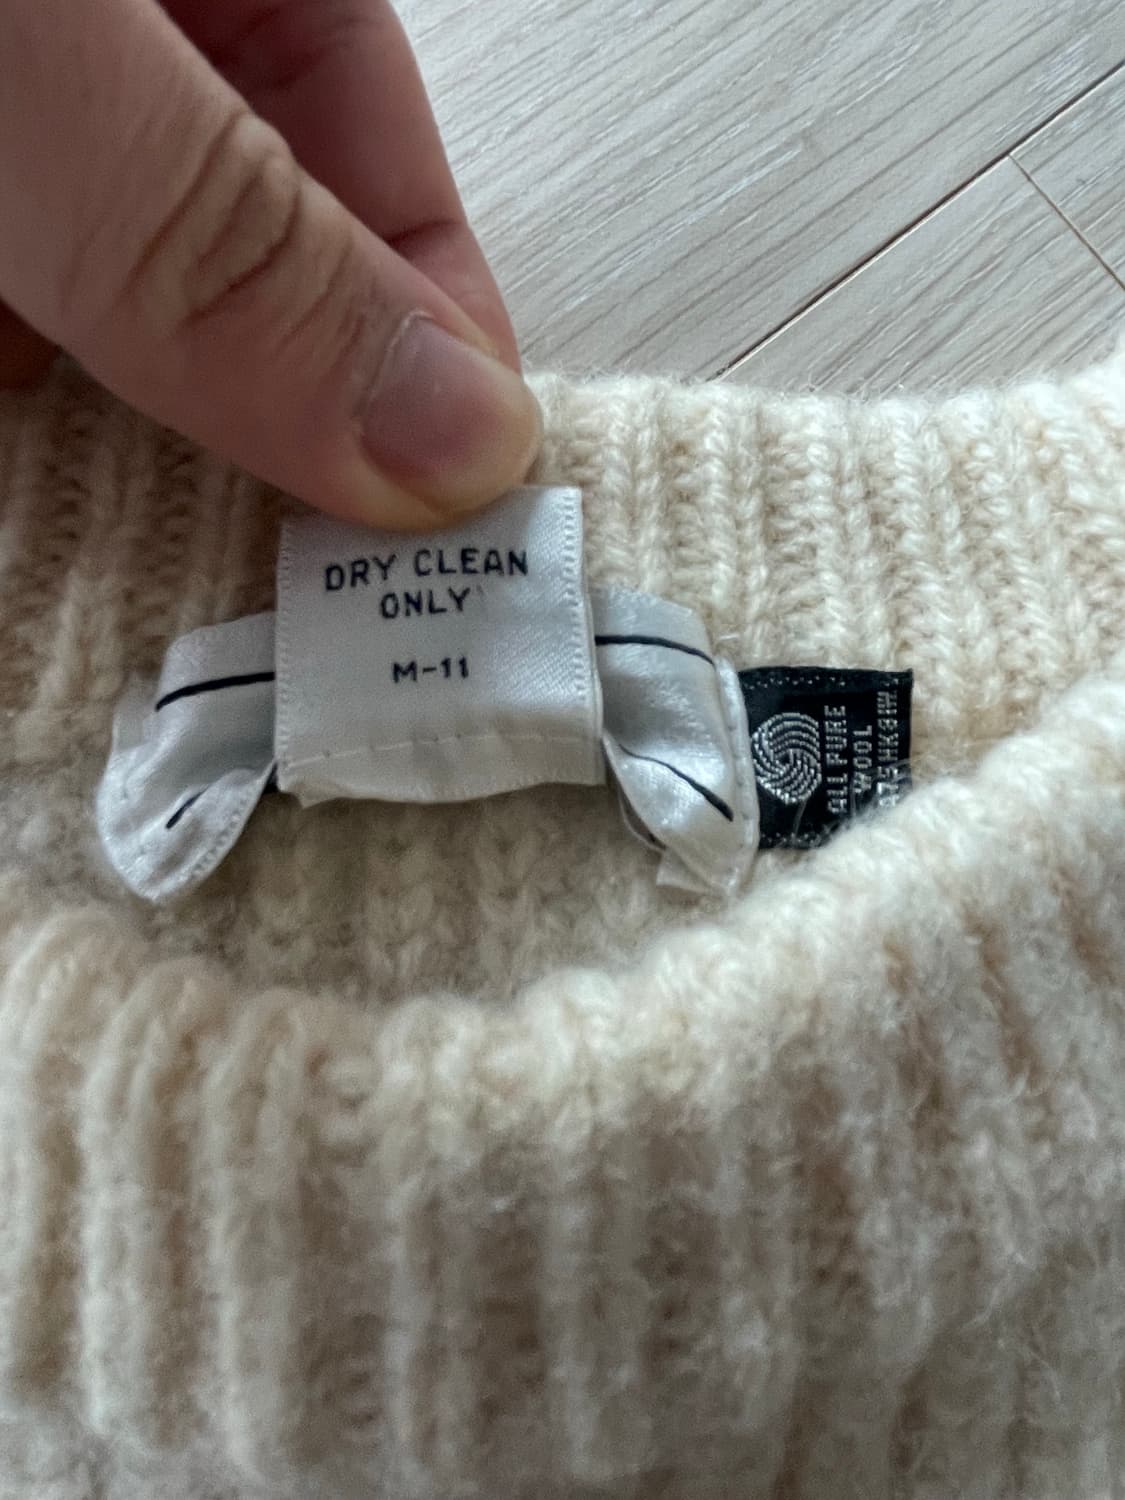 DRY CLEAN
ONLY
M-11
ALL PURE
WOOL